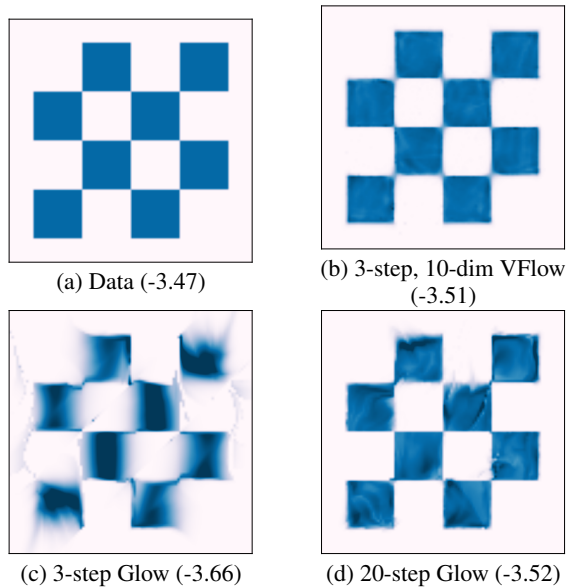 (a) Data (-3.47)
(b) 3-step, 10-dim VFlow
(-3.51)
(c) 3-step Glow (-3.66)
(d) 20-step Glow (-3.52)